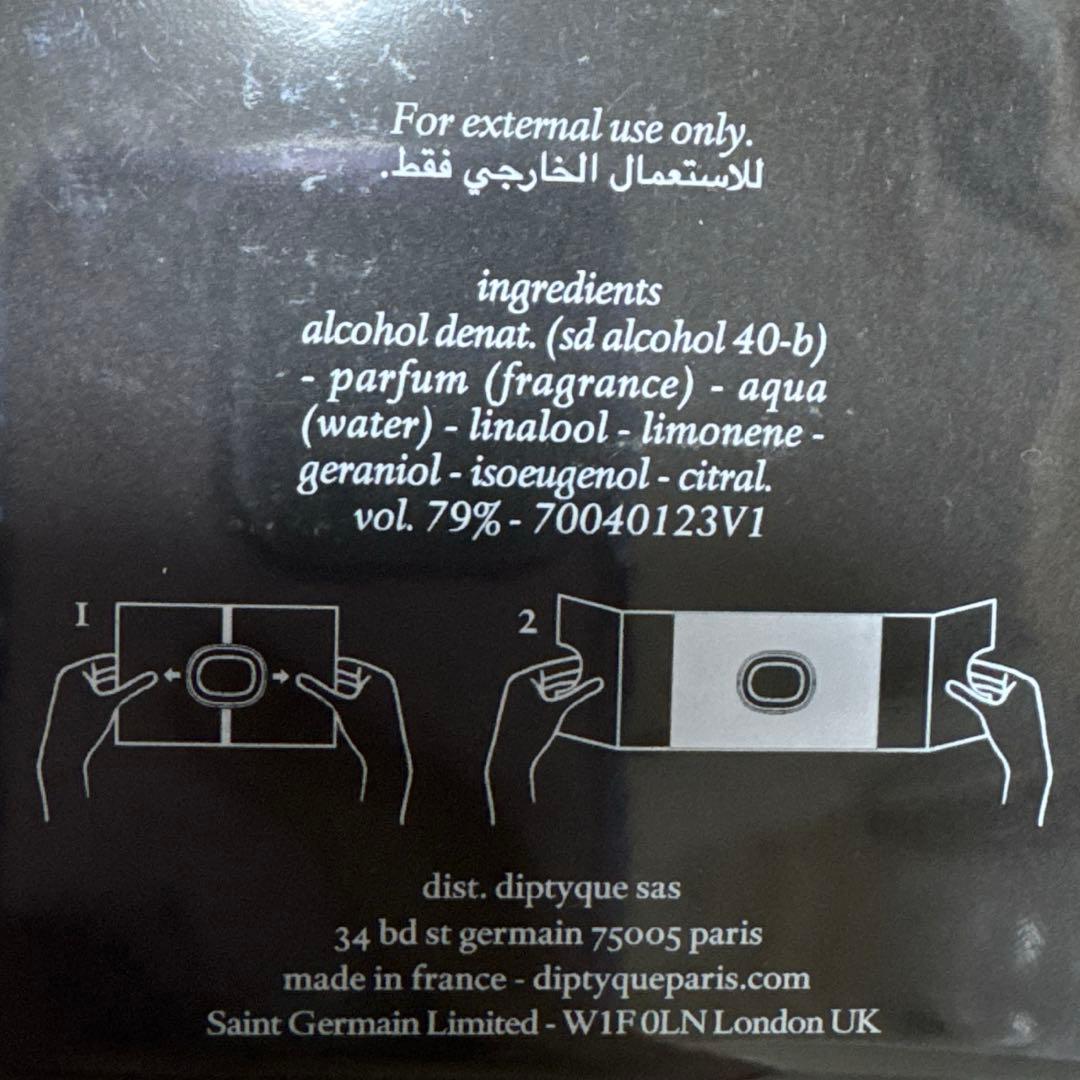 For external use only.
للاستعمال الخارجي فقط.
ingredients
alcohol denat. (sd alcohol 40-b)
- parfum (fragrance) - aqua
(water) - linalool - limonene -
geraniol - isoeugenol - citral.
vol. 79% - 70040123V1
1
2
dist. diptyque sas
34 bd st germain 75005 paris
made in france - diptyqueparis.com
Saint Germain Limited - W1F 0LN London UK